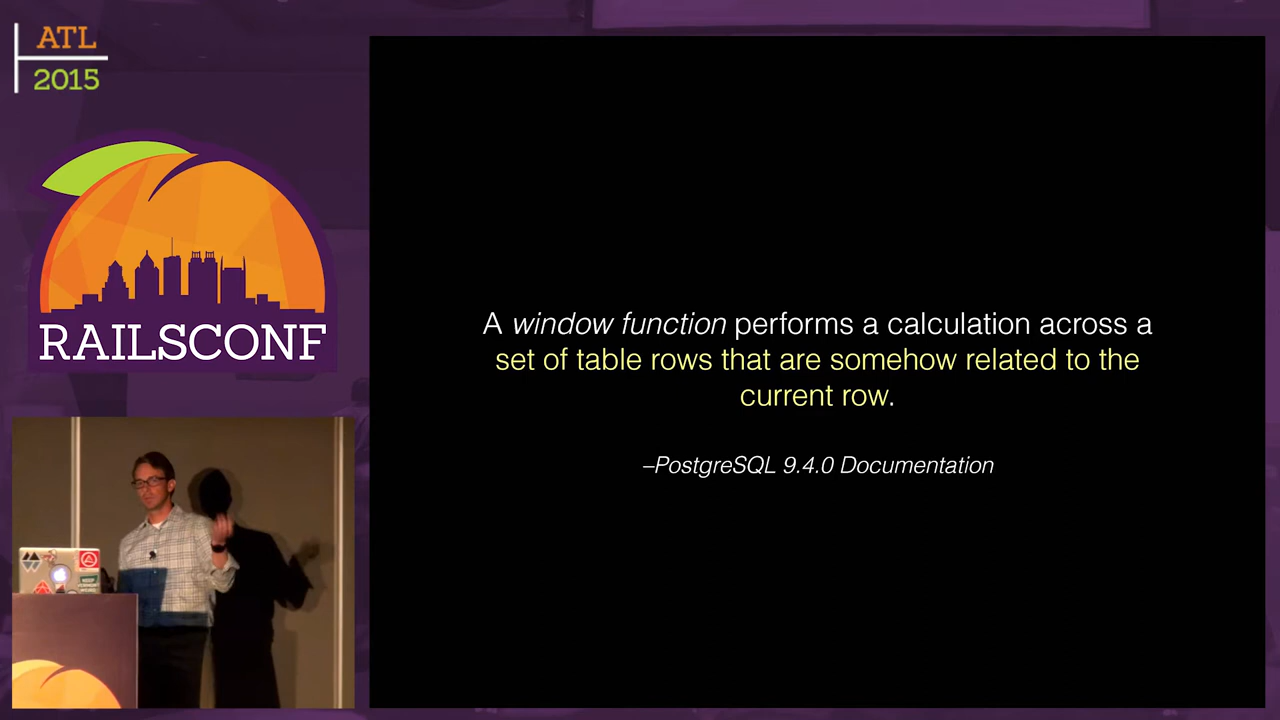 ATL
2015
RAILSCONF
A window function performs a calculation across a
set of table rows that are somehow related to the
current row.
–PostgreSQL 9.4.0 Documentation